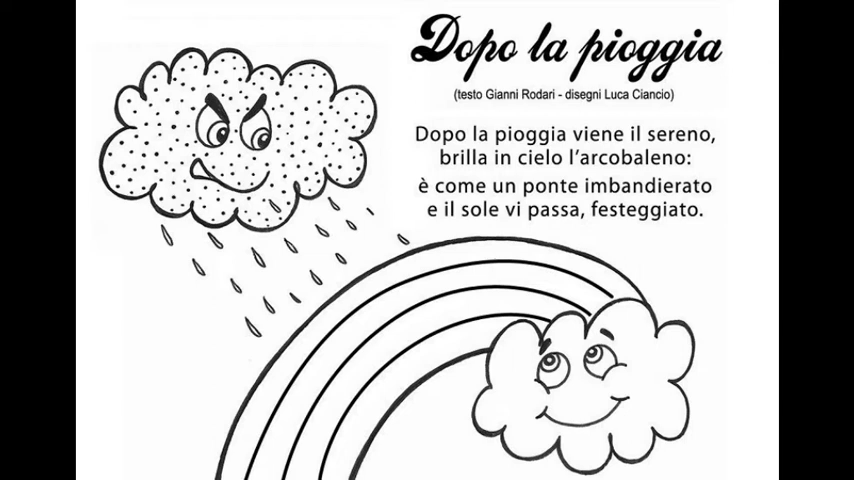 Dopo la pioggia
(testo Gianni Rodari - disegni Luca Ciancio)
Dopo la pioggia viene il sereno,
brilla in cielo l'arcobaleno:
è come un ponte imbandierato
e il sole vi passa, festeggiato.